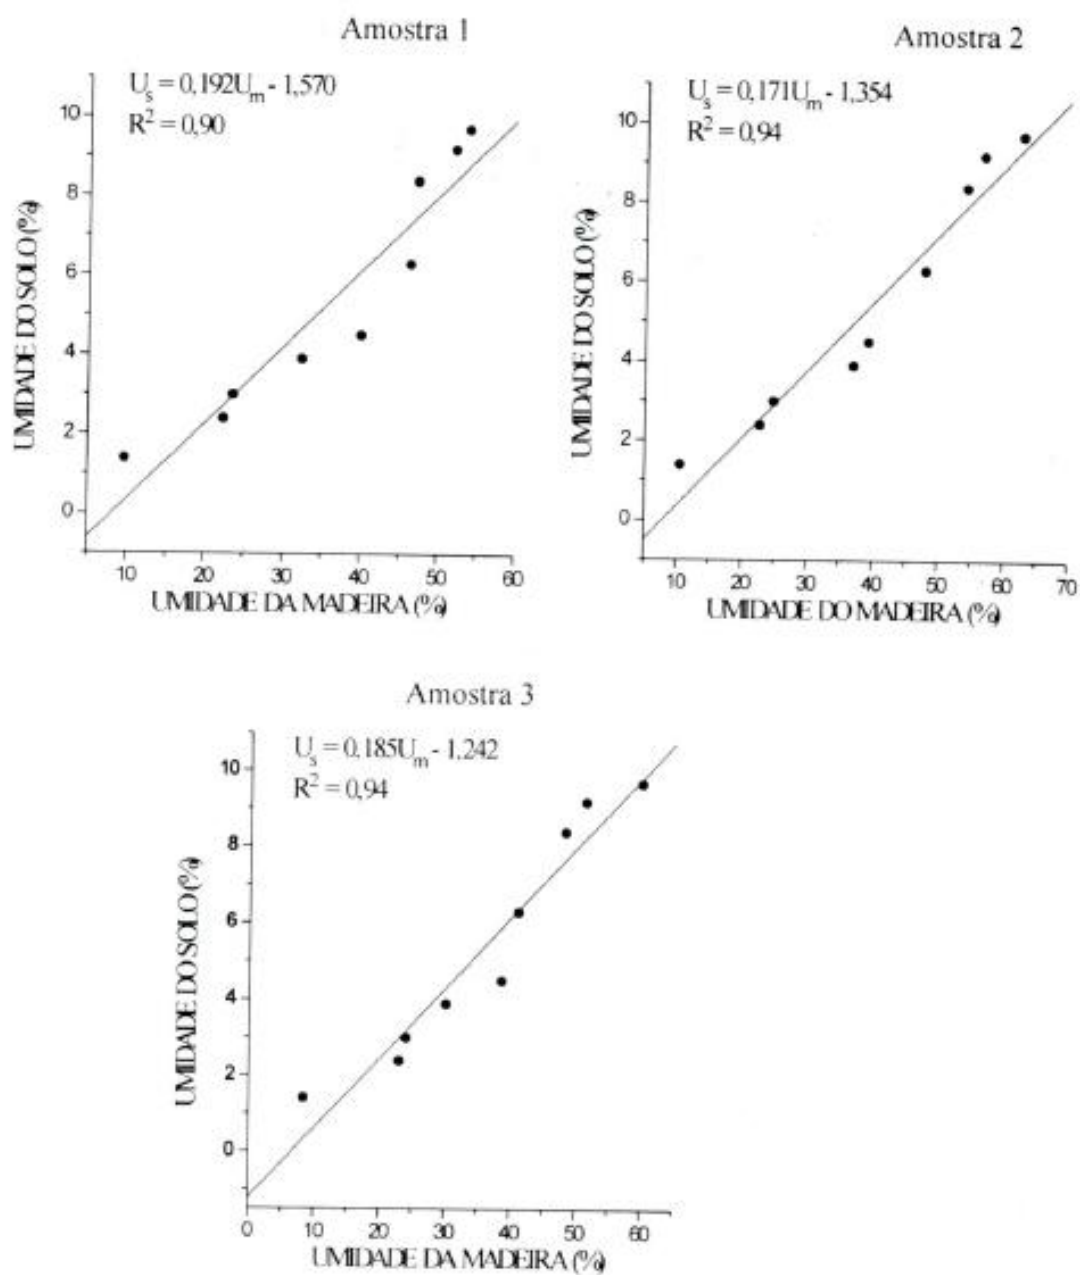 Amostra 1
U_s = 0,192U_m - 1,570
R² = 0,90
UMIDADE DO SOLO (%)
10
8
6
4
2
0
10 20 30 40 50 60
UMIDADE DA MADEIRA (%)
Amostra 2
U_s = 0,171U_m - 1,354
R² = 0,94
UMIDADE DO SOLO (%)
10
8
6
4
2
0
10 20 30 40 50 60 70
UMIDADE DO MADEIRA (%)
Amostra 3
U_s = 0.185U_m - 1.242
R² = 0,94
UMIDADE DO SOLO (%)
10
8
6
4
2
0
0 10 20 30 40 50 60
UMIDADE DA MADEIRA (%)